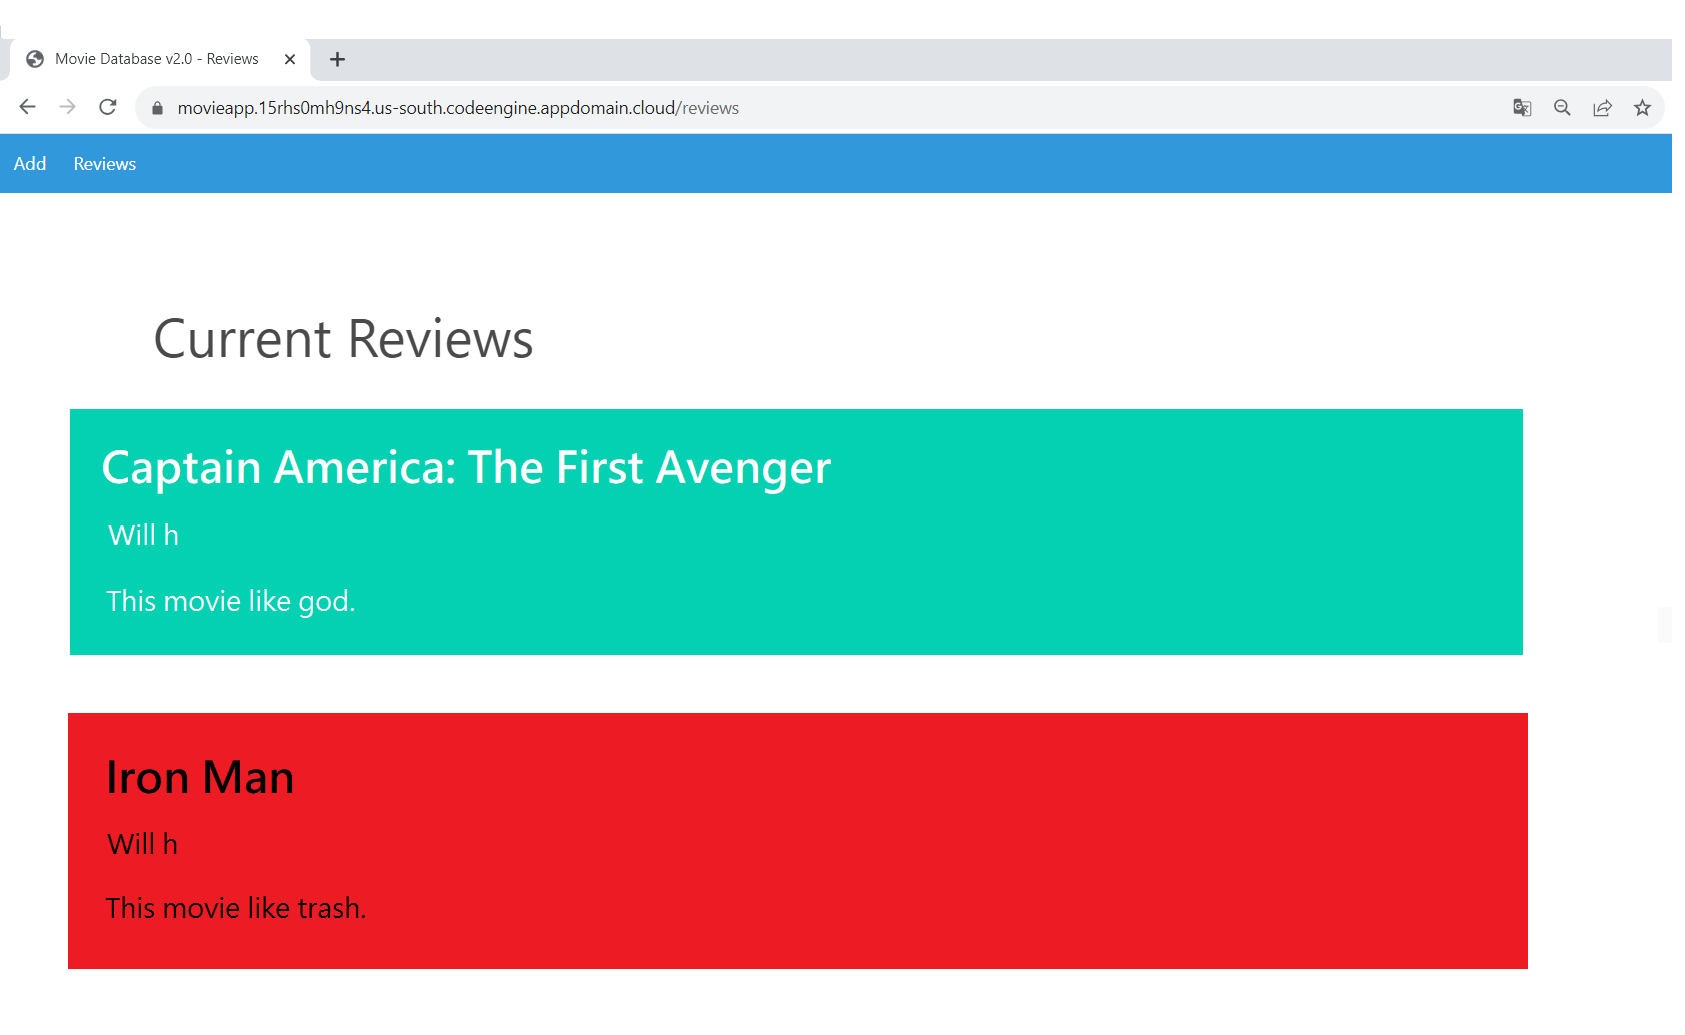 Movie Database v2.0 - Reviews
movieapp.15rhs0mh9ns4.us-south.codeengine.appdomain.cloud/reviews
Add Reviews
Current Reviews
Captain America: The First Avenger
Will h
This movie like god.
Iron Man
Will h
This movie like trash.